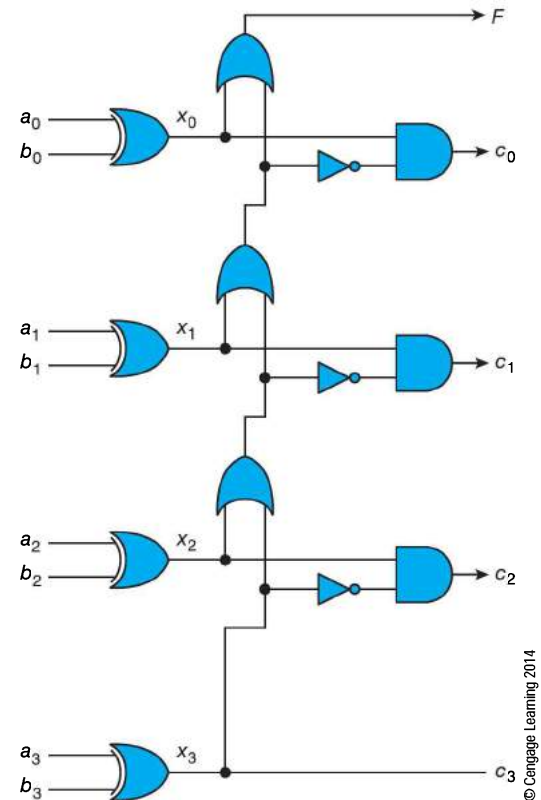 F
a0 x0
b0 c0
a1 x1
b1 c1
a2 x2
b2 c2
a3 x3
b3 c3
© Cengage Learning 2014